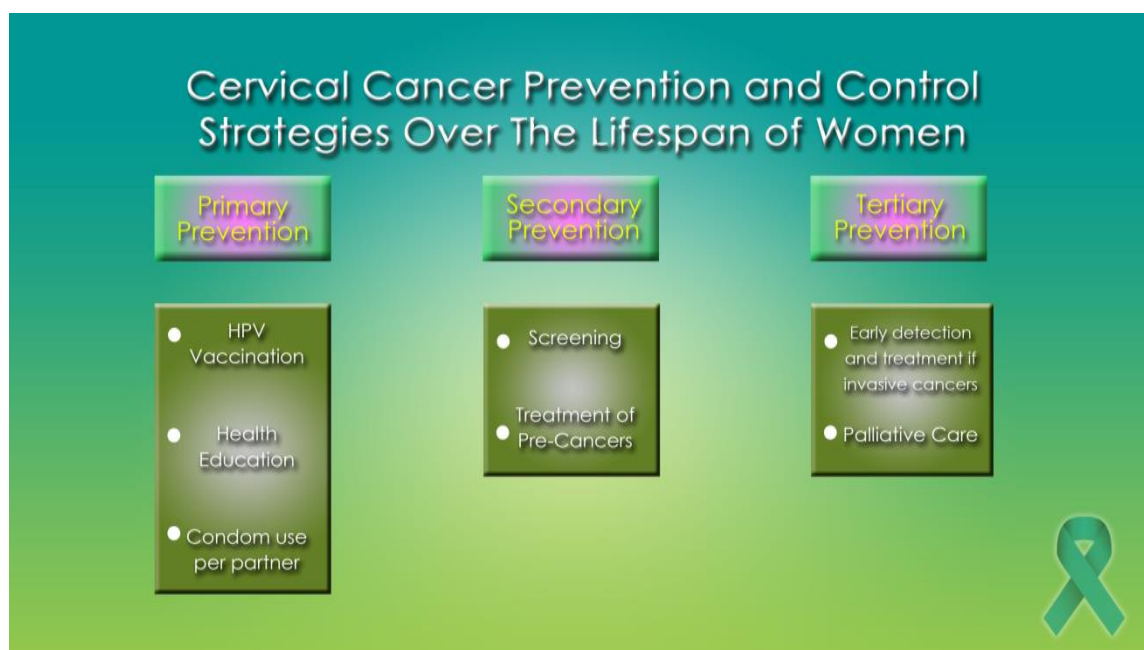 Cervical Cancer Prevention and Control
Strategies Over The Lifespan of Women
Primary
Prevention
HPV
Vaccination
Health
Education
Condom use
per partner
Secondary
Prevention
Screening
Treatment of
Pre-Cancers
Tertiary
Prevention
Early detection
and treatment if
invasive cancers
Palliative Care